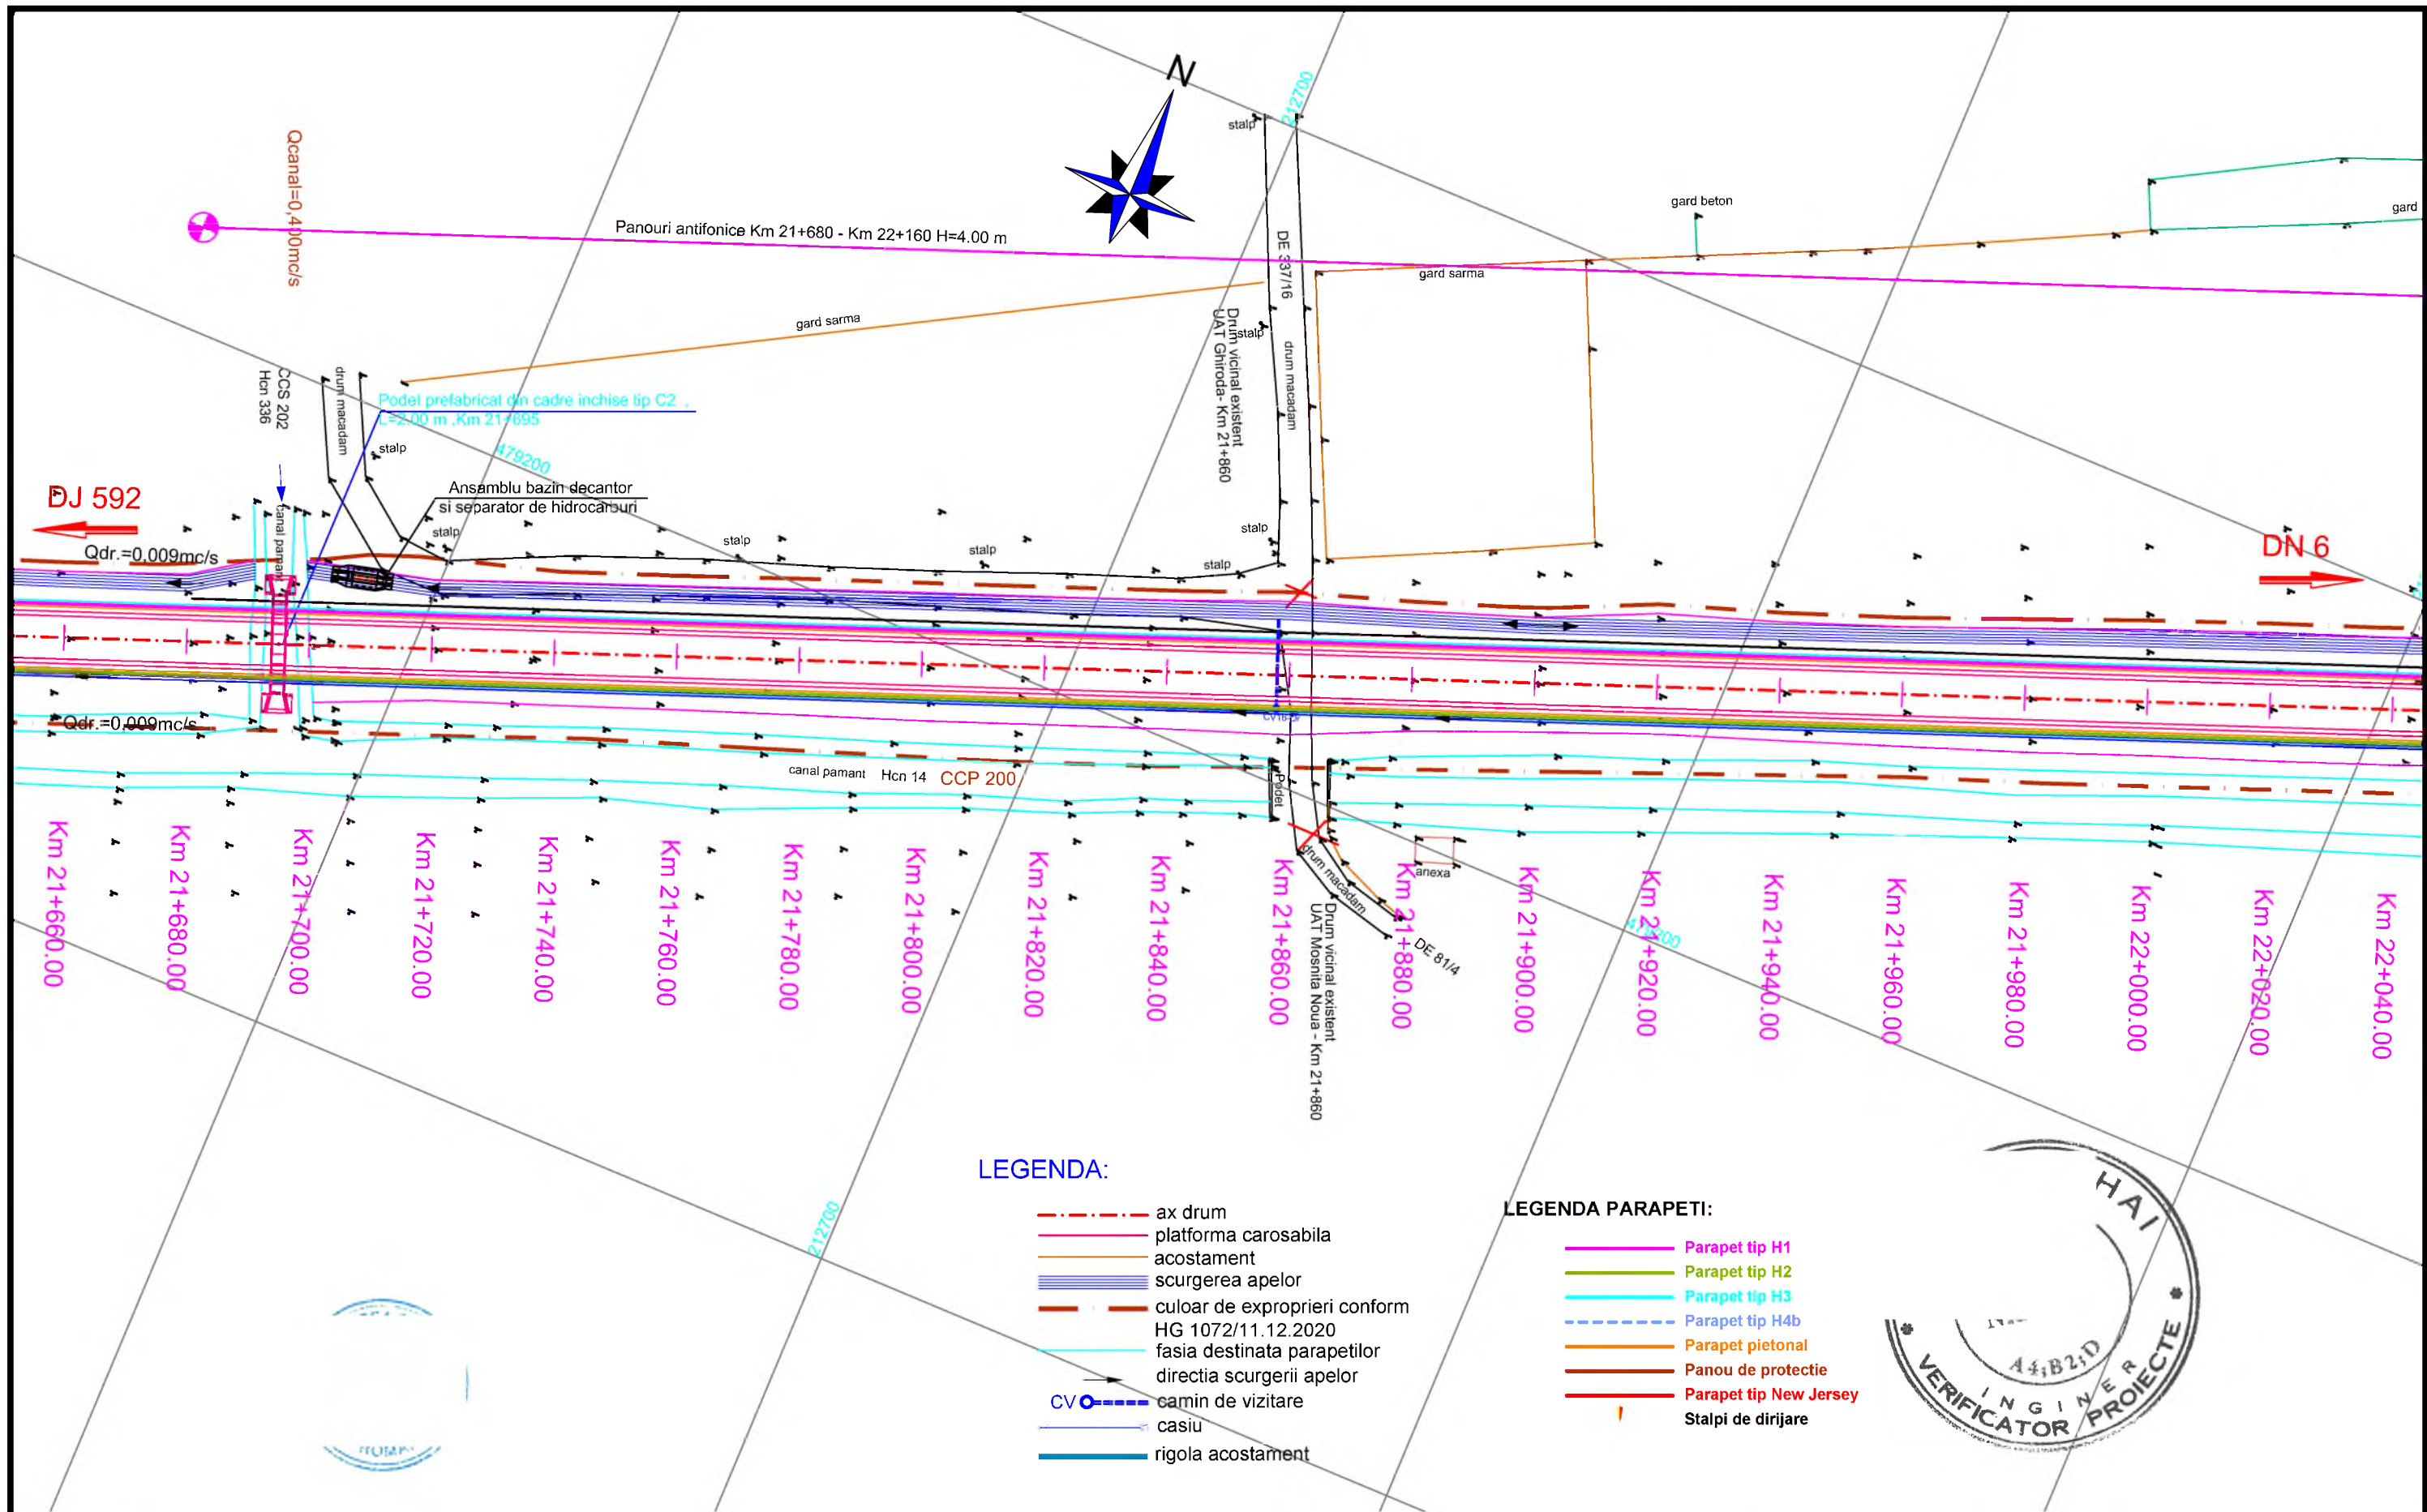 N
212700
stalp
Qcanal=0,400mc/s
Panouri antifonice Km 21+680 - Km 22+160 H=4.00 m
DE 337/16
gard beton
gard
gard sarma
gard sarma
Drum vicinal existent
UAT Ghiroda- Km 21+860
stalp
drum macadam
CCS 202
Hcn 336
drum macadam
Podet prefabricat din cadre inchise tip C2 ,
L=2.00 m ,Km 21+695
stalp
479200
Ansamblu bazin decantor
si separator de hidrocarburi
DJ 592
canal pamant
stalp
stalp
stalp
stalp
stalp
DN 6
Qdr.=0.009mc/s
Qdr.=0.009mc/s
canal pamant Hcn 14 CCP 200
Podet
drum macadam
anexa
DE 81/4
479200
Drum vicinal existent
UAT Mosnita Noua - Km 21+860
Km 21+660.00
Km 21+680.00
Km 21+700.00
Km 21+720.00
Km 21+740.00
Km 21+760.00
Km 21+780.00
Km 21+800.00
Km 21+820.00
Km 21+840.00
Km 21+860.00
Km 21+880.00
Km 21+900.00
Km 21+920.00
Km 21+940.00
Km 21+960.00
Km 21+980.00
Km 22+000.00
Km 22+020.00
Km 22+040.00
212700
LEGENDA:
ax drum
platforma carosabila
acostament
scurgerea apelor
culoar de exproprieri conform
HG 1072/11.12.2020
fasia destinata parapetilor
directia scurgerii apelor
CV camin de vizitare
casiu
rigola acostament
LEGENDA PARAPETI:
Parapet tip H1
Parapet tip H2
Parapet tip H3
Parapet tip H4b
Parapet pietonal
Panou de protectie
Parapet tip New Jersey
Stalpi de dirijare
HAI
A4;B2;D
INGINER
VERIFICATOR PROIECTE